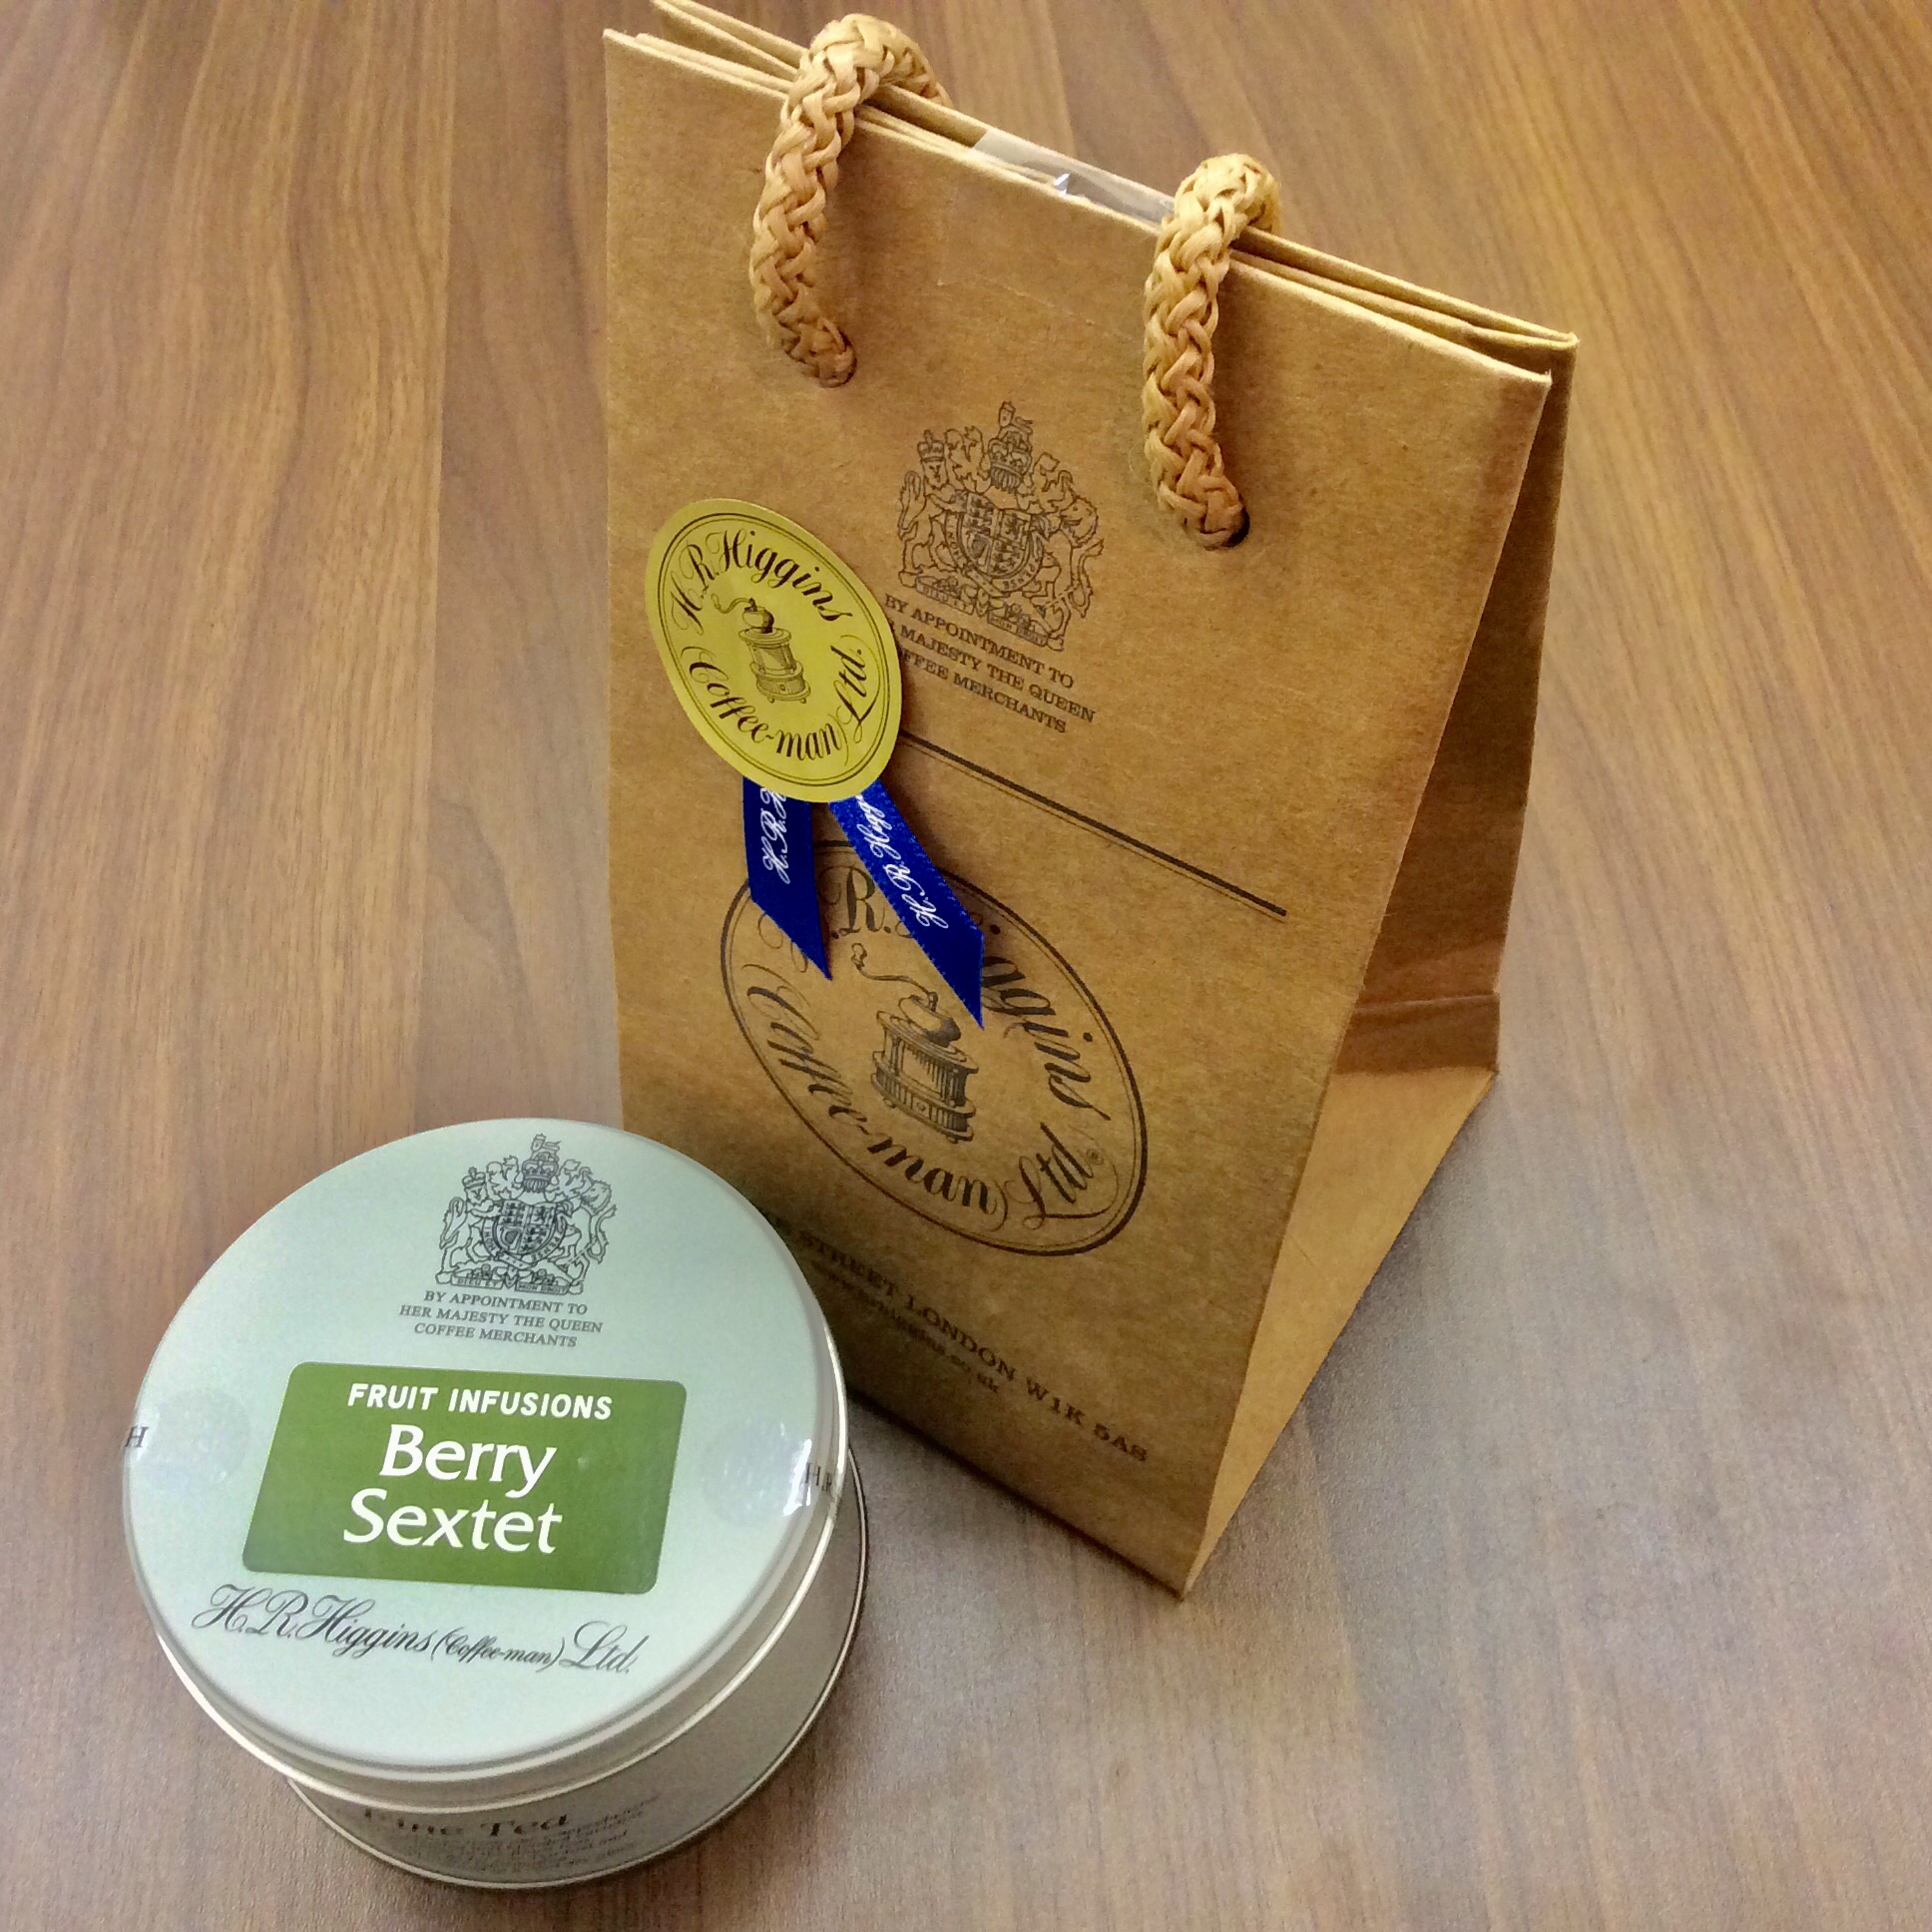 BY APPOINTMENT TO
MAJESTY THE QUEEN
COFFEE MERCHANTS
H.R.Higgins
(Coffee-man) Ltd.
H.R. Higg
R. Higgins
(Coffee-man) Ltd.
STREET LONDON W1K 5AS
BY APPOINTMENT TO
HER MAJESTY THE QUEEN
COFFEE MERCHANTS
FRUIT INFUSIONS
Berry
Sextet
H.R.Higgins (Coffee-man) Ltd.
Fine Tea